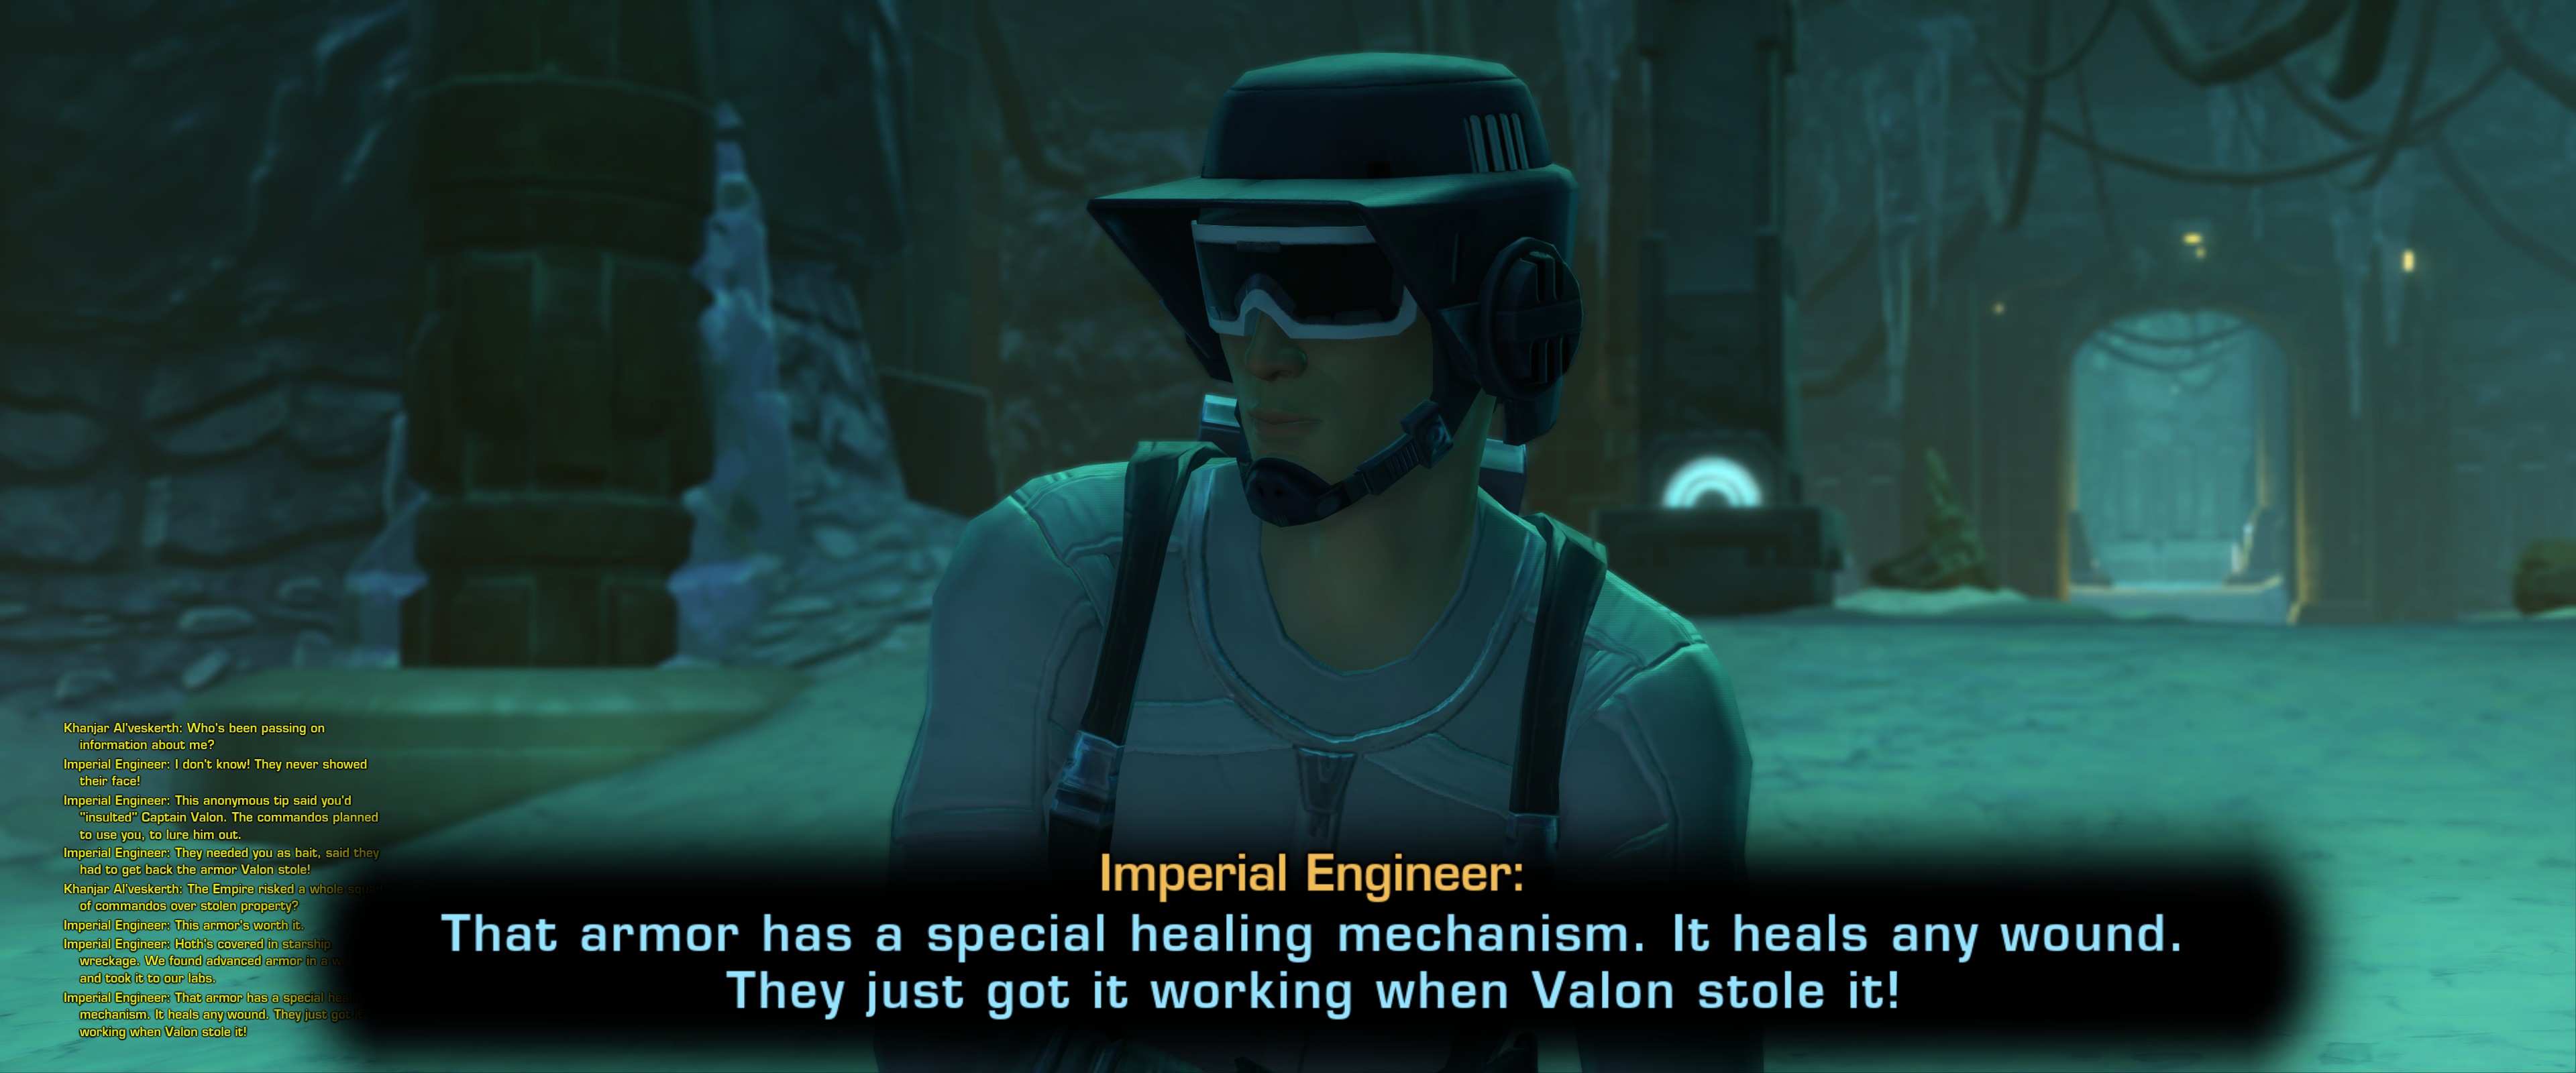 Khanjar Al'veskerth: Who's been passing on
information about me?
Imperial Engineer: I don't know! They never showed
their face!
Imperial Engineer: This anonymous tip said you'd
"insulted" Captain Valon. The commandos planned
to use you, to lure him out.
Imperial Engineer: They needed you as bait, said they
had to get back the armor Valon stole!
Khanjar Al'veskerth: The Empire risked a whole squad
of commandos over stolen property?
Imperial Engineer: This armor's worth it.
Imperial Engineer: Hoth's covered in starship
wreckage. We found advanced armor in a
and took it to our labs.
Imperial Engineer: That armor has a special healing
mechanism. It heals any wound. They just got it
working when Valon stole it!
Imperial Engineer:
That armor has a special healing mechanism. It heals any wound.
They just got it working when Valon stole it!